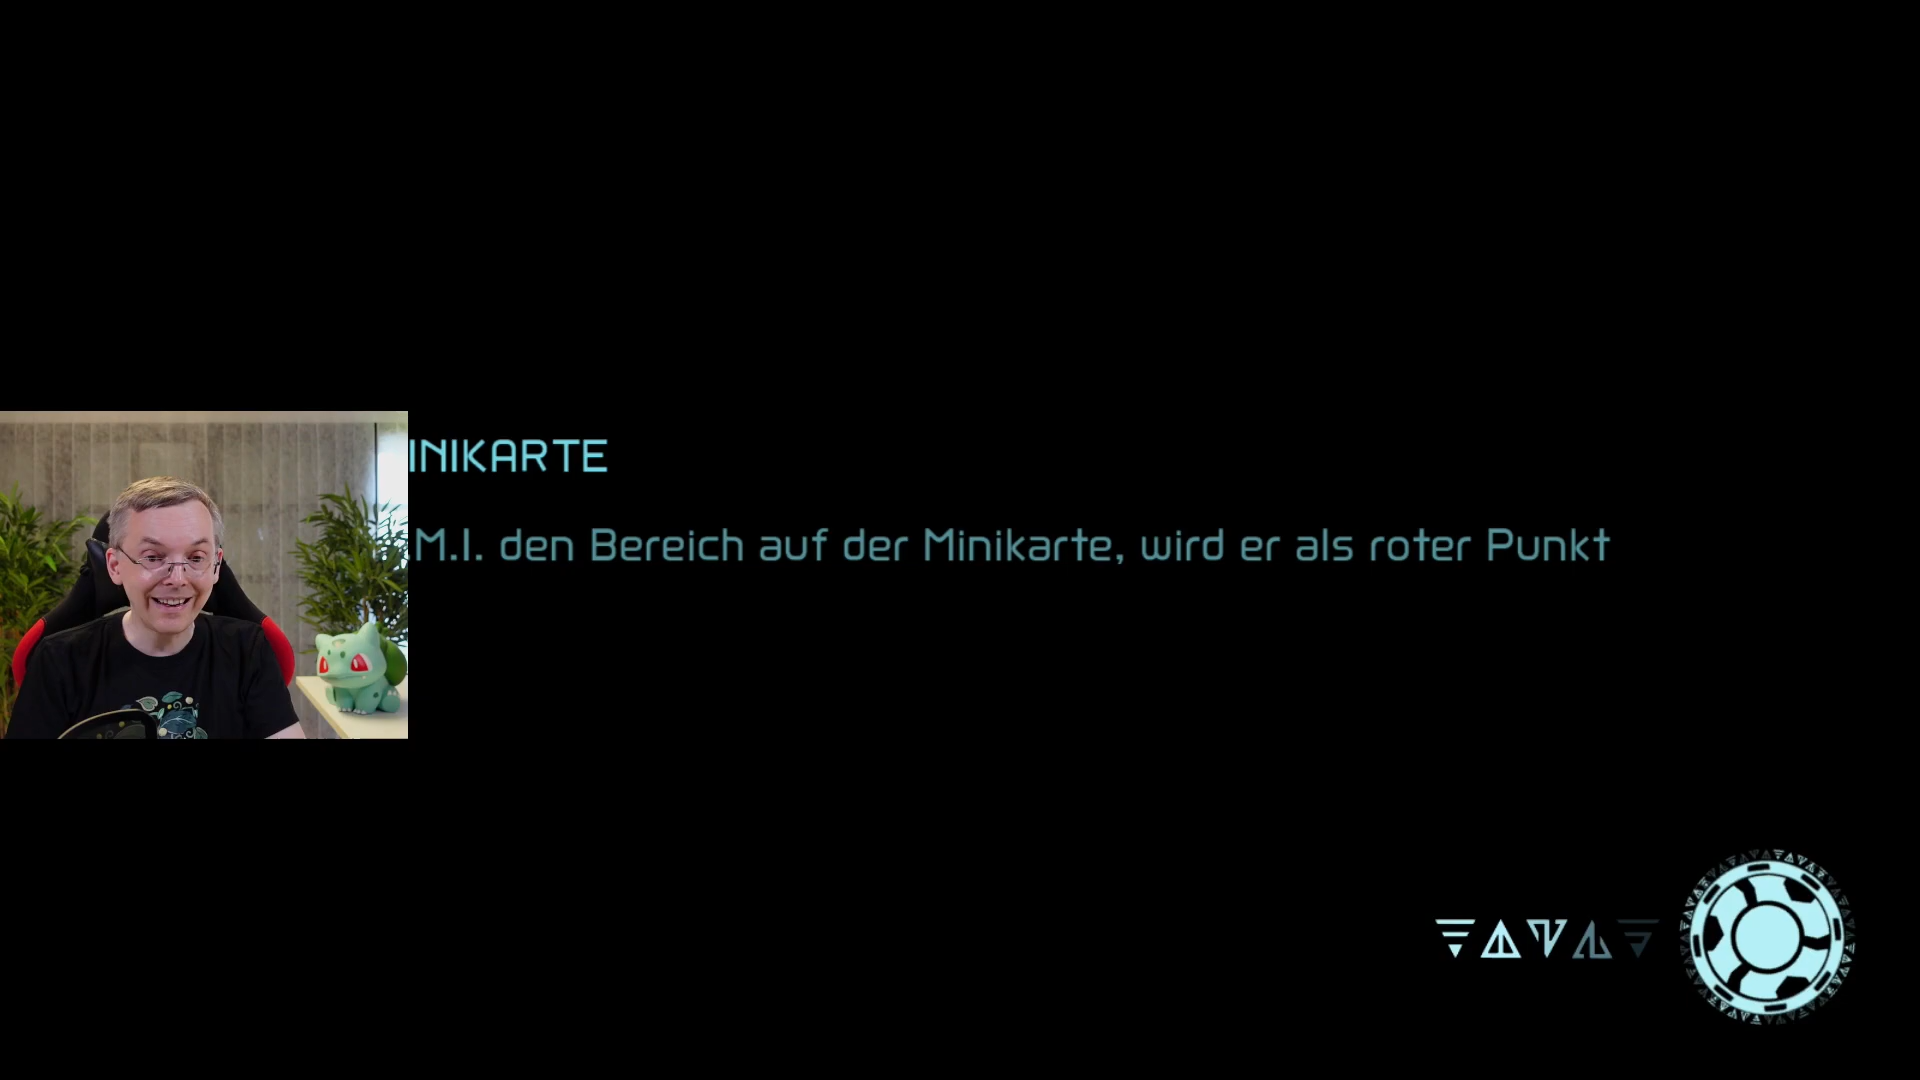 INIKARTE
.M.I. den Bereich auf der Minikarte, wird er als roter Punkt